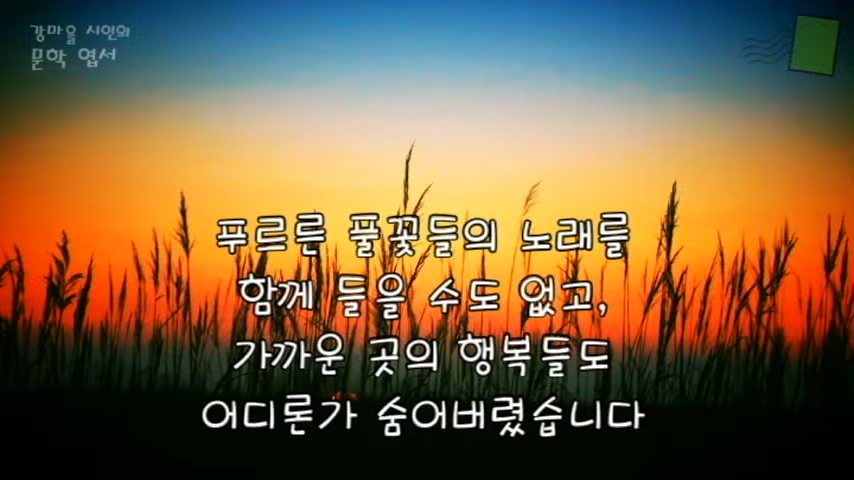 강마을 시인의
문학 엽서
푸르른 풀꽃들의 노래를
함께 들을 수도 없고,
가까운 곳의 행복들도
어디론가 숨어버렸습니다